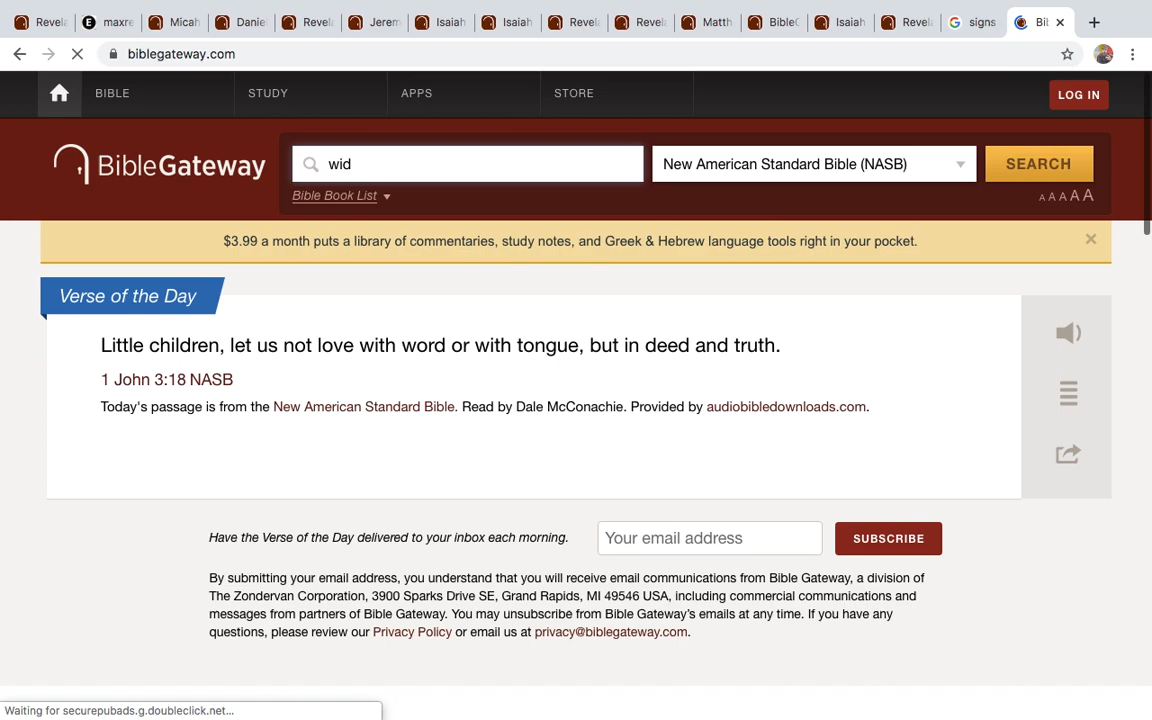 Revela maxre Micah Daniel Revela Jerem Isaiah Isaiah Revela Revela Matth BibleG Isaiah Revela signs Bib
biblegateway.com
BIBLE STUDY APPS STORE LOG IN
BibleGateway wid New American Standard Bible (NASB) SEARCH
Bible Book List A A A A A
$3.99 a month puts a library of commentaries, study notes, and Greek & Hebrew language tools right in your pocket.
Verse of the Day
Little children, let us not love with word or with tongue, but in deed and truth.
1 John 3:18 NASB
Today's passage is from the New American Standard Bible. Read by Dale McConachie. Provided by audiobibledownloads.com.
Have the Verse of the Day delivered to your inbox each morning. Your email address SUBSCRIBE
By submitting your email address, you understand that you will receive email communications from Bible Gateway, a division of
The Zondervan Corporation, 3900 Sparks Drive SE, Grand Rapids, MI 49546 USA, including commercial communications and
messages from partners of Bible Gateway. You may unsubscribe from Bible Gateway's emails at any time. If you have any
questions, please review our Privacy Policy or email us at privacy@biblegateway.com.
Waiting for securepubads.g.doubleclick.net...